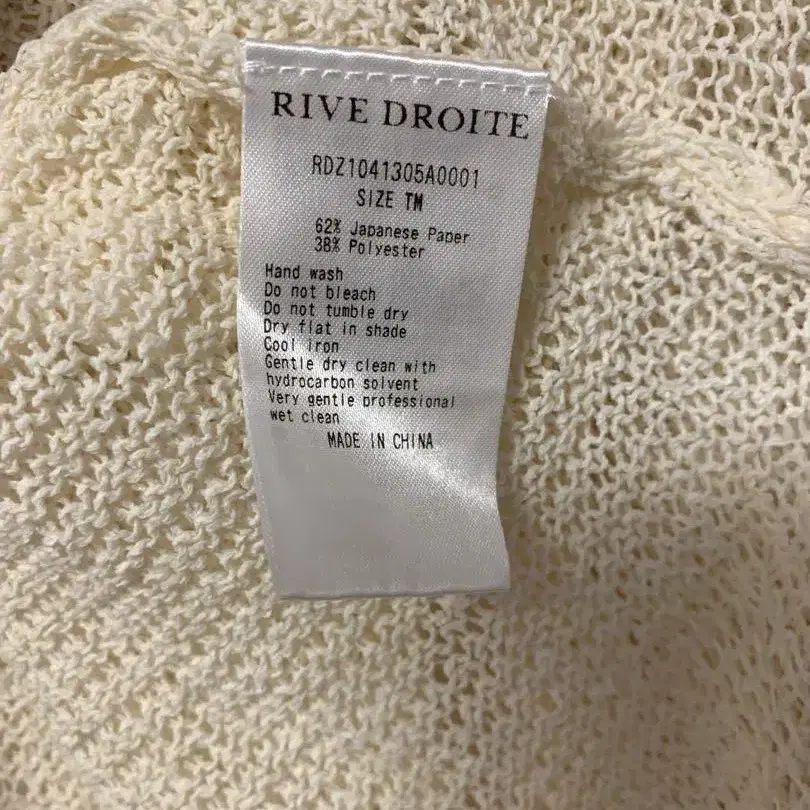 RIVE DROITE
RDZ1041305A0001
SIZE TM
62% Japanese Paper
38% Polyester
Hand wash
Do not bleach
Do not tumble dry
Dry flat in shade
Cool iron
Gentle dry clean with
hydrocarbon solvent
Very gentle professional
wet clean
MADE IN CHINA